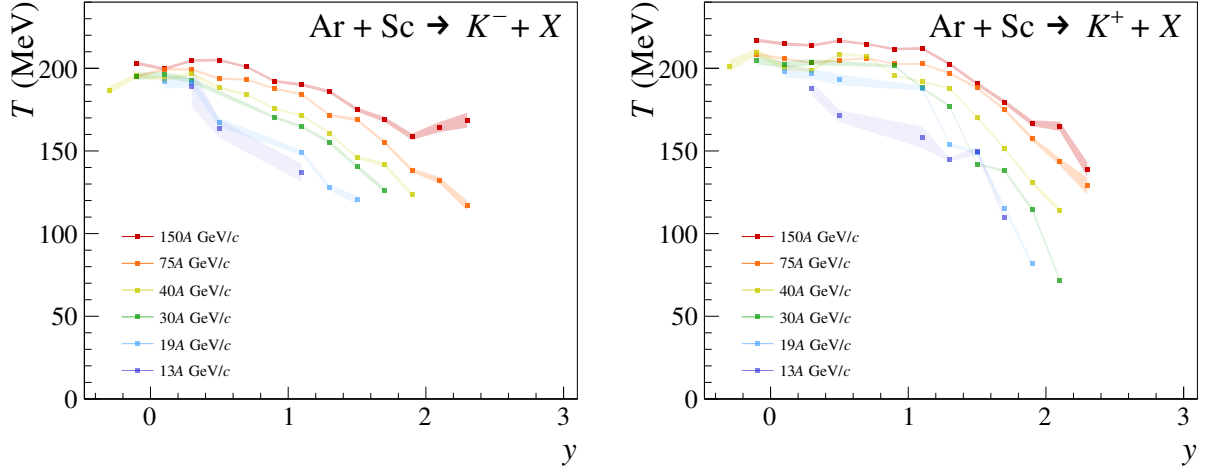 Ar + Sc → K⁻ + X
T (MeV)
200
150
100
50
0
150A GeV/c
75A GeV/c
40A GeV/c
30A GeV/c
19A GeV/c
13A GeV/c
0 1 2 3
y
Ar + Sc → K⁺ + X
T (MeV)
200
150
100
50
0
150A GeV/c
75A GeV/c
40A GeV/c
30A GeV/c
19A GeV/c
13A GeV/c
0 1 2 3
y